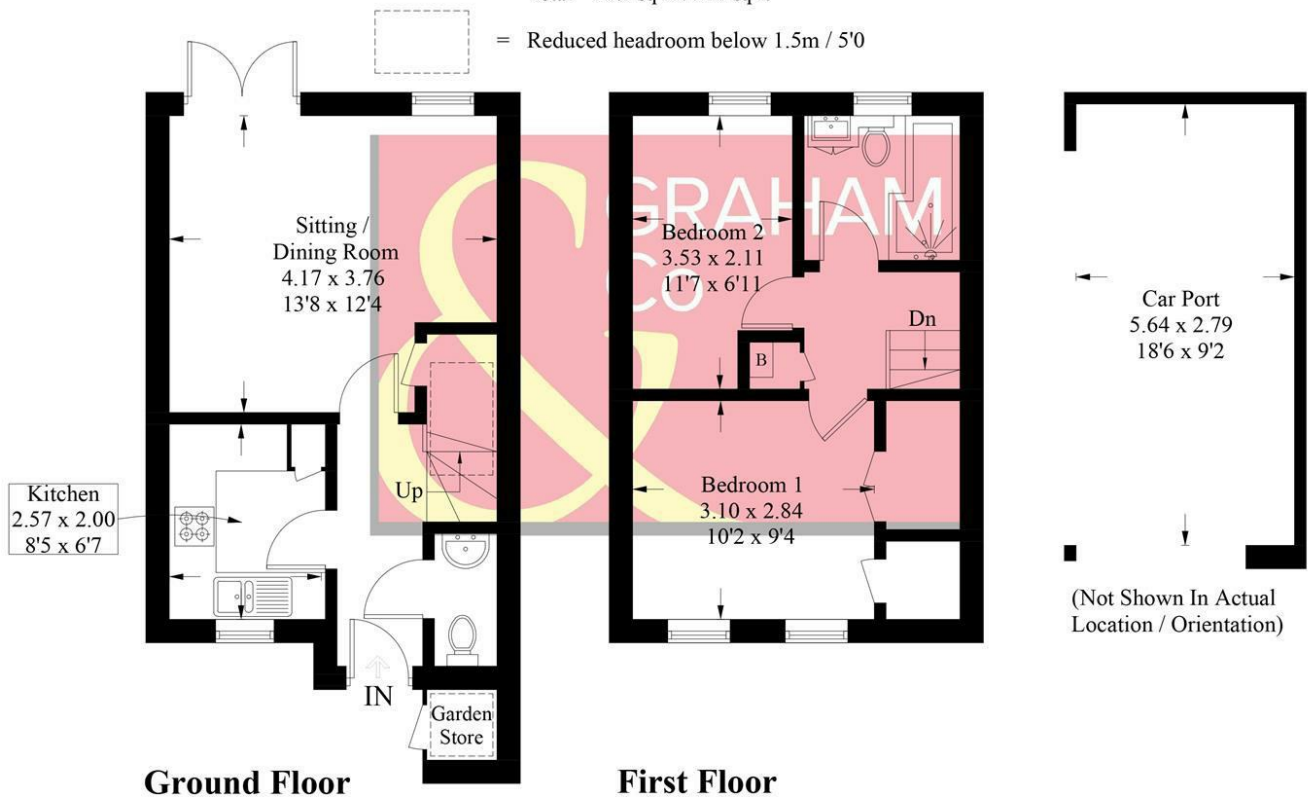 = Reduced headroom below 1.5m / 5'0
Sitting /
Dining Room
4.17 x 3.76
13'8 x 12'4
Kitchen
2.57 x 2.00
8'5 x 6'7
Up
IN
Garden
Store
Ground Floor
GRAHAM
&
Co
Bedroom 2
3.53 x 2.11
11'7 x 6'11
B
Dn
Bedroom 1
3.10 x 2.84
10'2 x 9'4
First Floor
Car Port
5.64 x 2.79
18'6 x 9'2
(Not Shown In Actual
Location / Orientation)